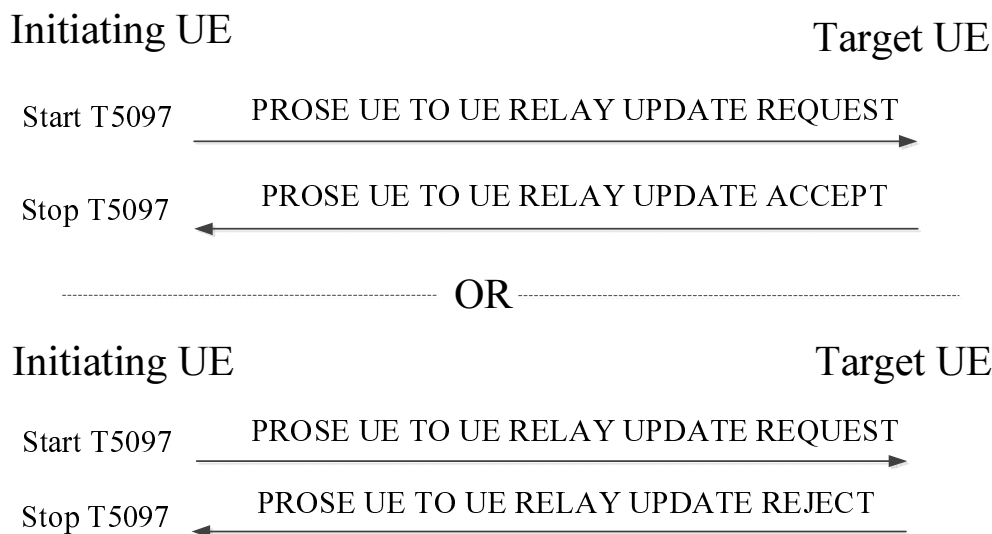 Initiating UE
Target UE
Start T5097
PROSE UE TO UE RELAY UPDATE REQUEST
Stop T5097
PROSE UE TO UE RELAY UPDATE ACCEPT
OR
Initiating UE
Target UE
Start T5097
PROSE UE TO UE RELAY UPDATE REQUEST
Stop T5097
PROSE UE TO UE RELAY UPDATE REJECT